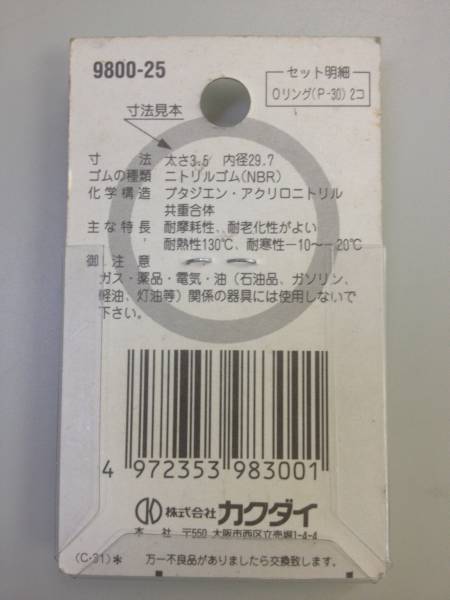 9800-25
セット明細
Oリング(P-30)2コ
寸法見本
寸法 太さ3.5 内径29.7
ゴムの種類 ニトリルゴム(NBR)
化学構造 ブタジエン・アクリロニトリル
共重合体
主な特長 耐摩耗性、耐老化性がよい
耐熱性130℃、耐寒性−10〜−20℃
御注意
ガス・薬品・電気・油(石油品、ガソリン、
軽油、灯油等)関係の器具には使用しないで
下さい。
4 972353 983001
株式会社カクダイ
本社 〒550 大阪市西区立売堀1-4-4
(C-31)* 万一不良品がありましたら交換致します。